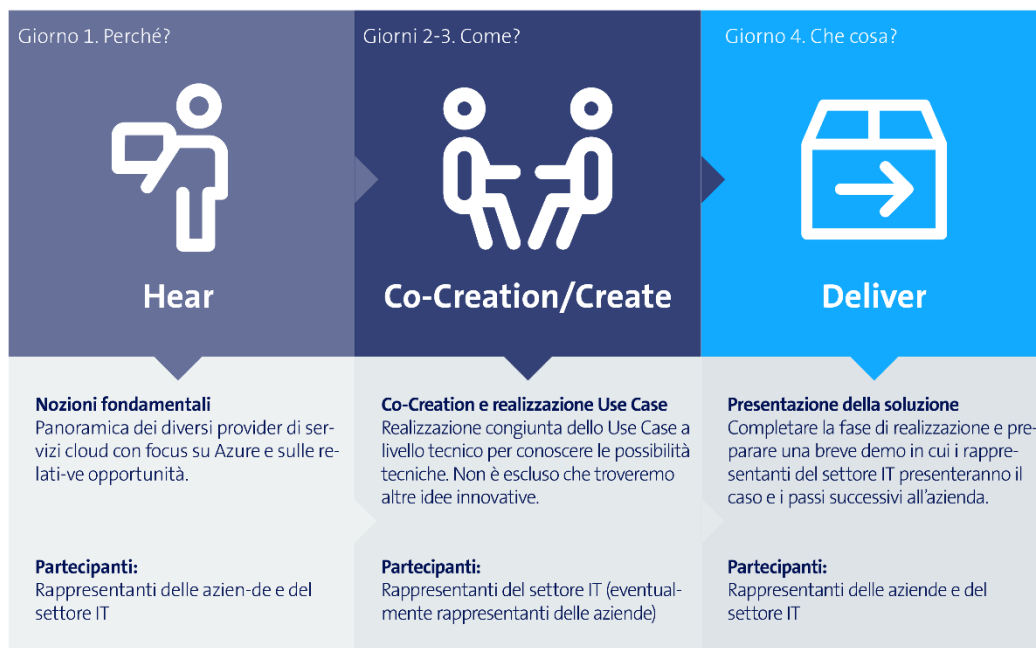 Giorno 1. Perché?
Hear
Nozioni fondamentali
Panoramica dei diversi provider di ser-
vizi cloud con focus su Azure e sulle re-
lati-ve opportunità.
Partecipanti:
Rappresentanti delle azien-de e del
settore IT
Giorni 2-3. Come?
Co-Creation/Create
Co-Creation e realizzazione Use Case
Realizzazione congiunta dello Use Case a
livello tecnico per conoscere le possibilità
tecniche. Non è escluso che troveremo
altre idee innovative.
Partecipanti:
Rappresentanti del settore IT (eventual-
mente rappresentanti delle aziende)
Giorno 4. Che cosa?
Deliver
Presentazione della soluzione
Completare la fase di realizzazione e pre-
parare una breve demo in cui i rappre-
sentanti del settore IT presenteranno il
caso e i passi successivi all’azienda.
Partecipanti:
Rappresentanti delle aziende e del
settore IT